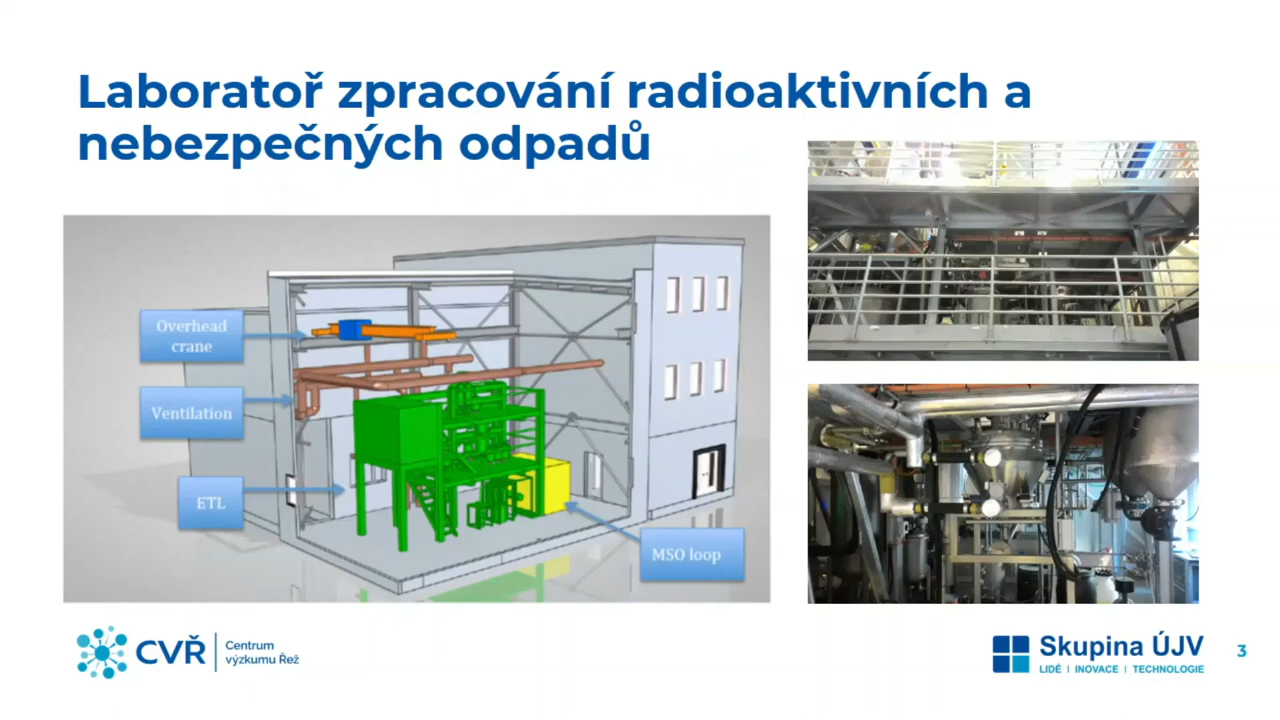 Laboratoř zpracování radioaktivních a
nebezpečných odpadů
Overhead
crane
Ventilation
ETL
MSO loop
CVŘ
Centrum
výzkumu Řež
Skupina ÚJV
LIDÉ | INOVACE | TECHNOLOGIE
3